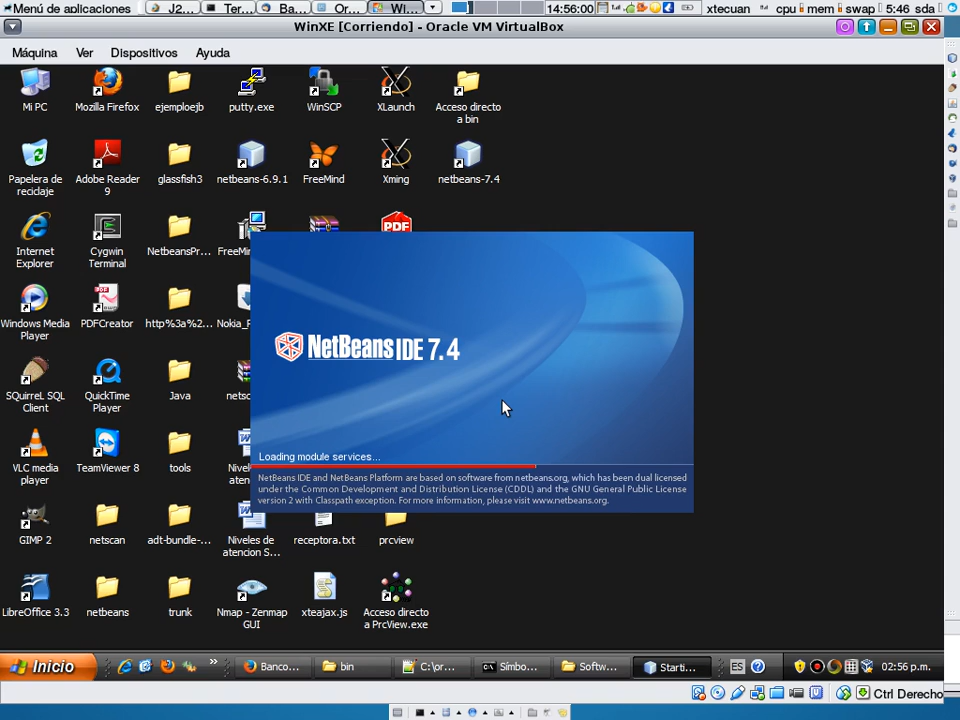 Menú de aplicaciones
J2...
Ter...
Ba...
Or...
Wi...
14:56:00
xtecuan
cpu
mem
swap
5:46
sda
WinXE [Corriendo] - Oracle VM VirtualBox
Máquina Ver Dispositivos Ayuda
Mi PC
Mozilla Firefox
ejemploejb
putty.exe
WinSCP
XLaunch
Acceso directo
a bin
Papelera de
reciclaje
Adobe Reader
9
glassfish3
netbeans-6.9.1
FreeMind
Xming
netbeans-7.4
Internet
Explorer
Cygwin
Terminal
NetbeansPr...
FreeMin
PDF
Windows Media
Player
PDFCreator
http%3a%2...
Nokia_F
SQuirreL SQL
Client
QuickTime
Player
Java
netsc
VLC media
player
TeamViewer 8
tools
Nivel
atencion
NetBeans IDE 7.4
Loading module services...
NetBeans IDE and NetBeans Platform are based on software from netbeans.org, which has been dual licensed
under the Common Development and Distribution License (CDDL) and the GNU General Public License
version 2 with Classpath exception. For more information, please visit www.netbeans.org.
GIMP 2
netscan
adt-bundle-...
Niveles de
atencion S...
receptora.txt
prcview
LibreOffice 3.3
netbeans
trunk
Nmap - Zenmap
GUI
xteajax.js
Acceso directo
a PrcView.exe
Inicio
Banco...
bin
C:\or...
Símbo...
Softw...
Starti...
ES
02:56 p.m.
Ctrl Derecho